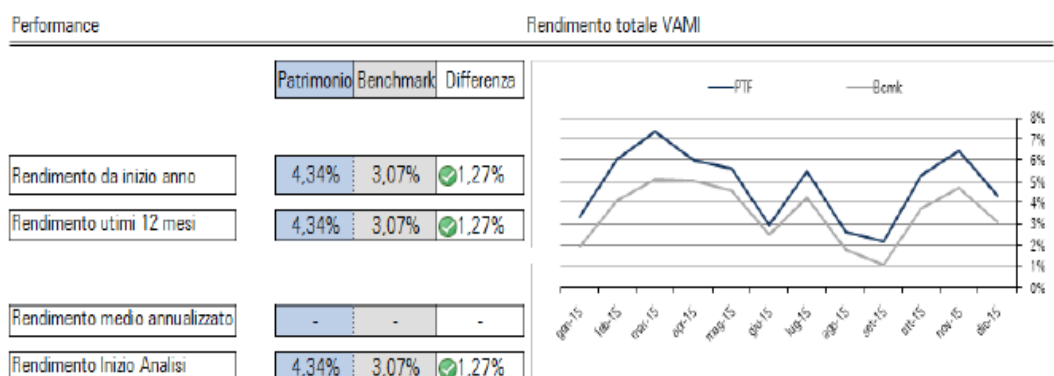 Performance
Rendimento totale VAMI
Patrimonio Benchmark Differenza
Rendimento da inizio anno 4,34% 3,07% 1,27%
Rendimento utimi 12 mesi 4,34% 3,07% 1,27%
Rendimento medio annualizzato - - -
Rendimento Inizio Analisi 4,34% 3,07% 1,27%
PTF Bcmk
8%
7%
6%
5%
4%
3%
2%
1%
0%
gen-15 feb-15 mar-15 apr-15 mag-15 giu-15 lug-15 ago-15 set-15 ott-15 nov-15 dic-15